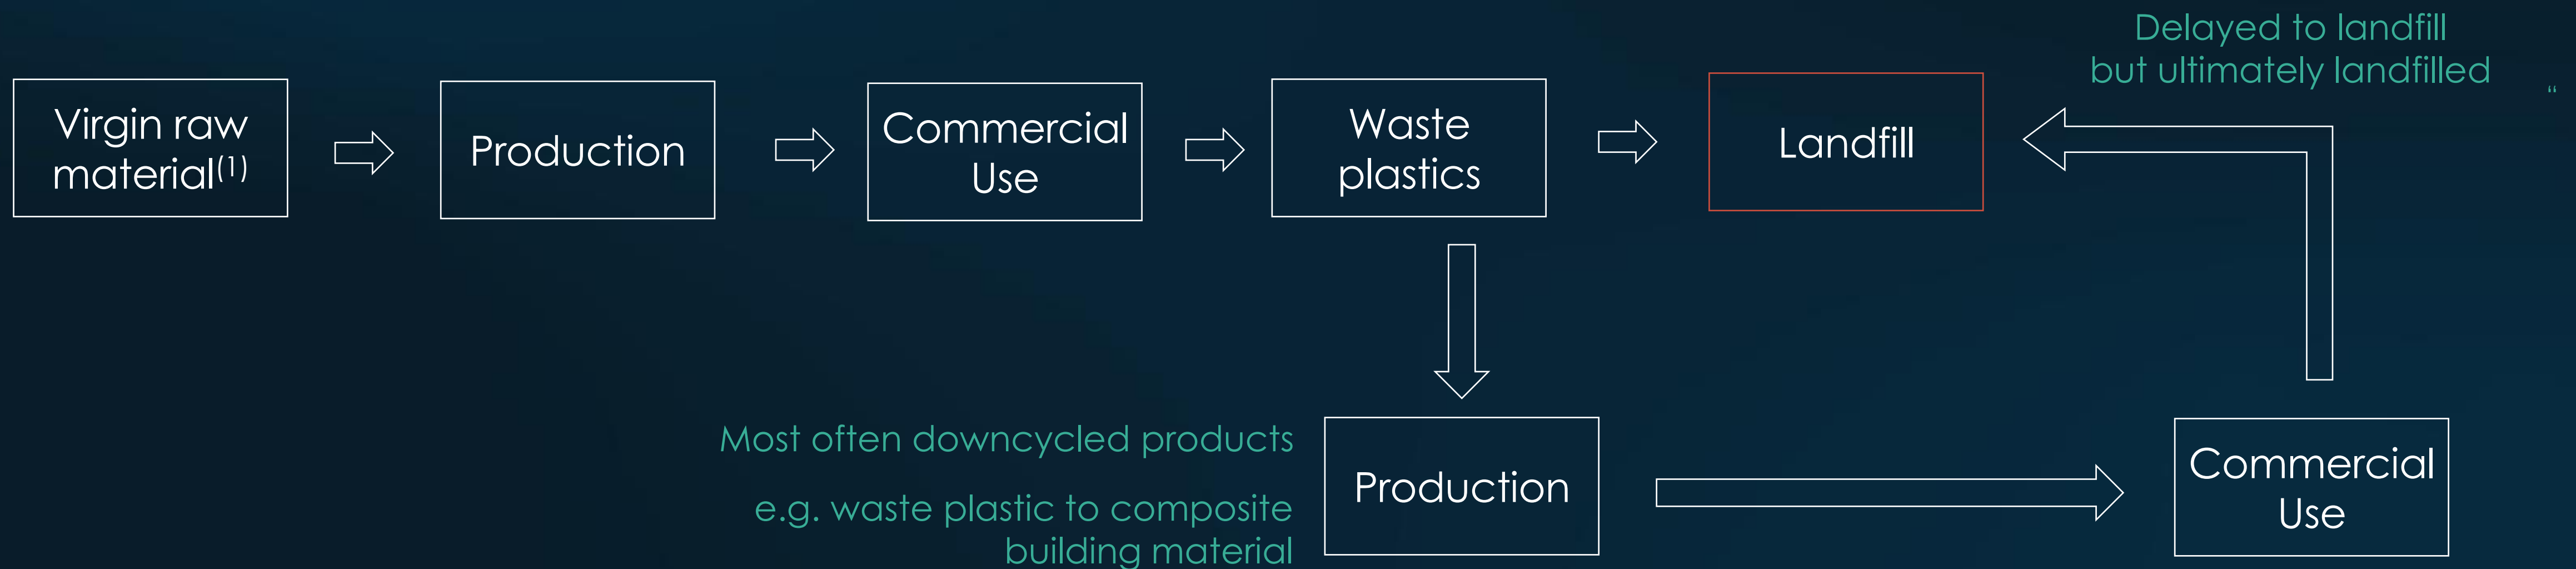 Delayed to landfill
but ultimately landfilled
“
Virgin raw
material(1)
Production
Commercial
Use
Waste
plastics
Landfill
Most often downcycled products
e.g. waste plastic to composite
building material
Production
Commercial
Use